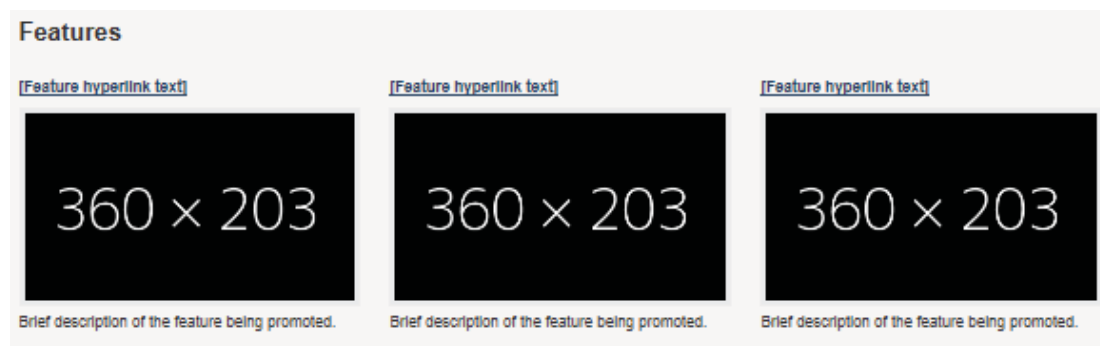 Features
[Feature hyperlink text] [Feature hyperlink text] [Feature hyperlink text]
360 × 203 360 × 203 360 × 203
Brief description of the feature being promoted. Brief description of the feature being promoted. Brief description of the feature being promoted.